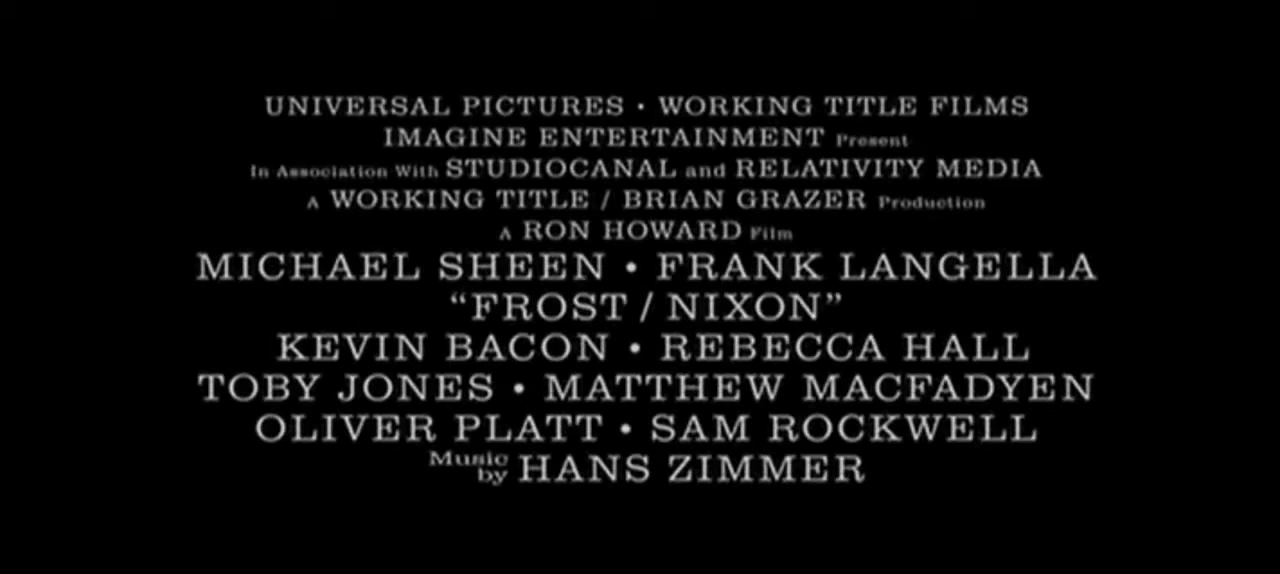 UNIVERSAL PICTURES • WORKING TITLE FILMS
IMAGINE ENTERTAINMENT Present
In Association With STUDIOCANAL and RELATIVITY MEDIA
A WORKING TITLE / BRIAN GRAZER Production
A RON HOWARD Film
MICHAEL SHEEN • FRANK LANGELLA
“FROST / NIXON”
KEVIN BACON • REBECCA HALL
TOBY JONES • MATTHEW MACFADYEN
OLIVER PLATT • SAM ROCKWELL
Music by HANS ZIMMER